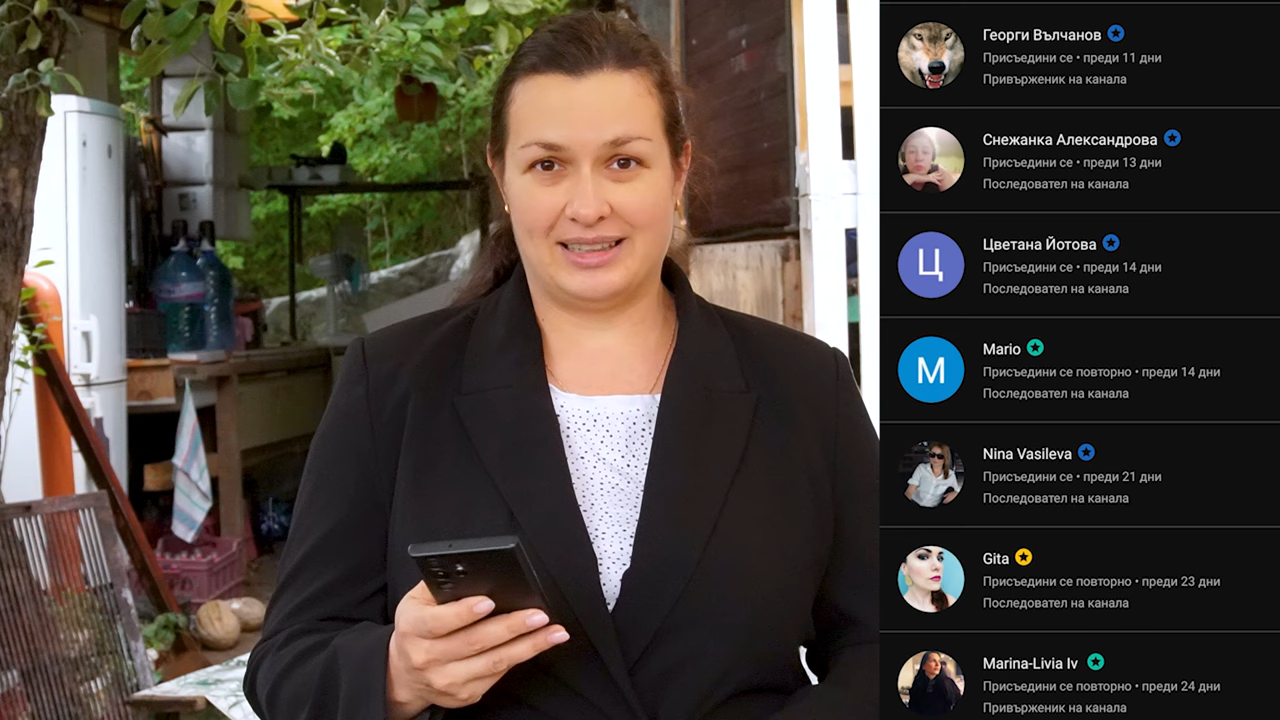 Георги Вълчанов
Присъедини се • преди 11 дни
Привърженик на канала
Снежанка Александрова
Присъедини се • преди 13 дни
Последовател на канала
Ц
Цветана Йотова
Присъедини се • преди 14 дни
Последовател на канала
M
Mario
Присъедини се повторно • преди 14 дни
Последовател на канала
Nina Vasileva
Присъедини се • преди 21 дни
Последовател на канала
Gita
Присъедини се повторно • преди 23 дни
Последовател на канала
Marina-Livia Iv
Присъедини се повторно • преди 24 дни
Привърженик на канала